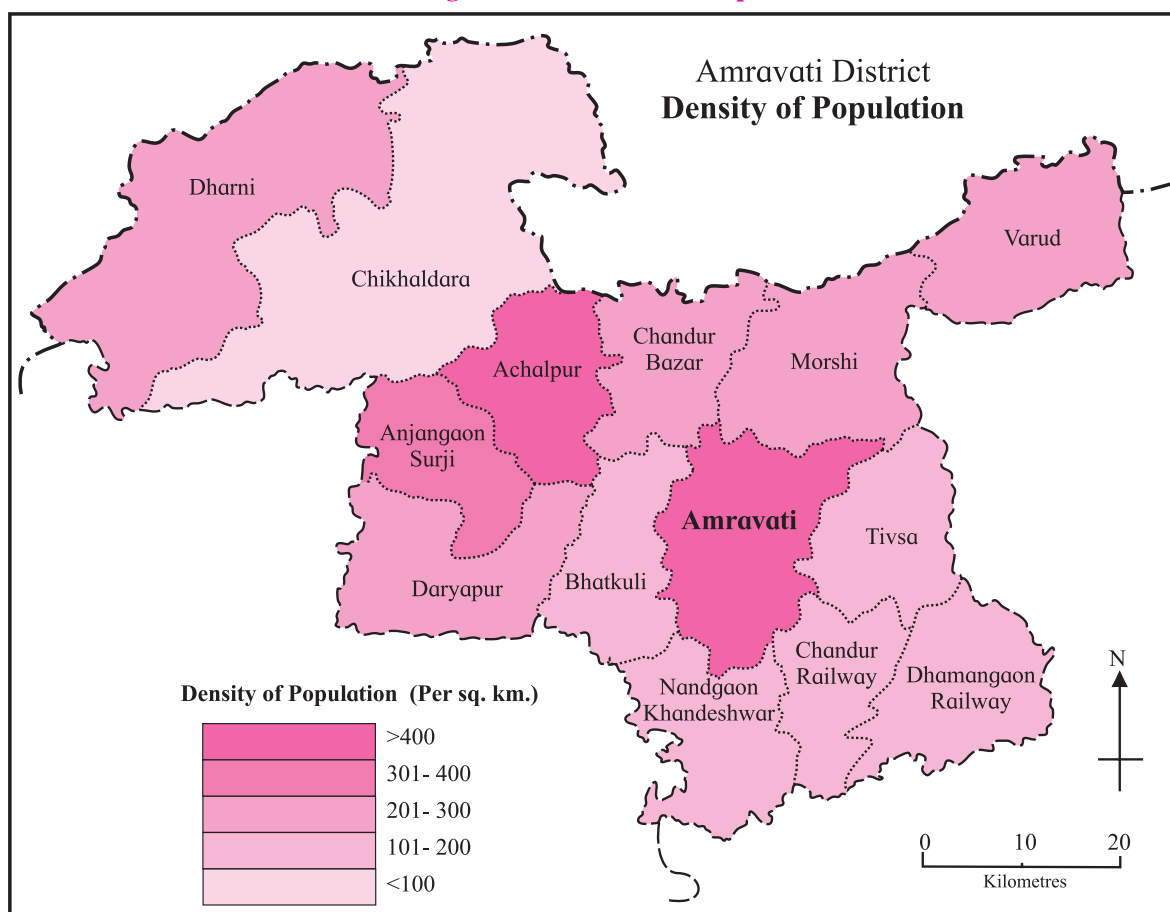 Amravati District
Density of Population
Dharni
Varud
Chikhaldara
Chandur
Bazar
Morshi
Achalpur
Anjangaon
Surji
Amravati
Tivsa
Daryapur
Bhatkuli
Chandur
Railway
Dhamangaon
Railway
Nandgaon
Khandeshwar
N
Density of Population (Per sq. km.)
>400
301- 400
201- 300
101- 200
<100
0 10 20
Kilometres